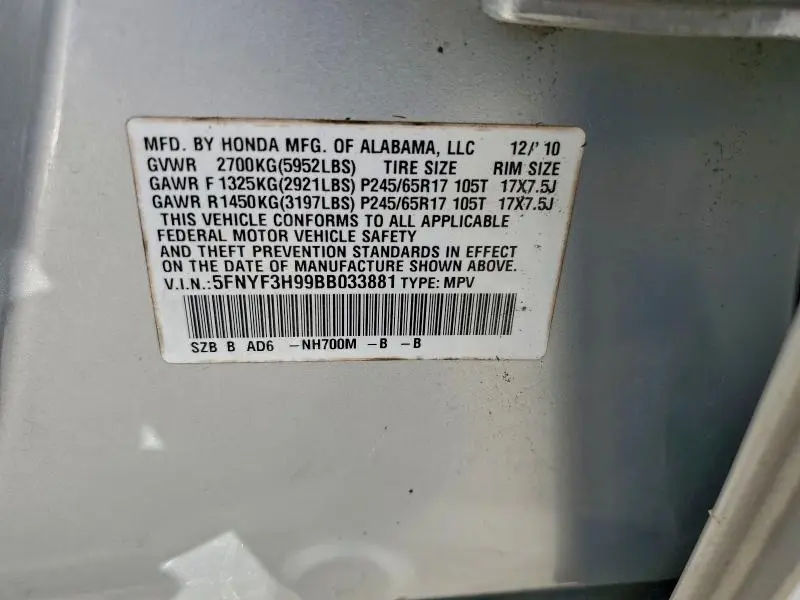 MFD. BY HONDA MFG. OF ALABAMA, LLC 12/'10
GVWR 2700KG(5952LBS) TIRE SIZE RIM SIZE
GAWR F 1325KG(2921LBS) P245/65R17 105T 17X7.5J
GAWR R1450KG(3197LBS) P245/65R17 105T 17X7.5J
THIS VEHICLE CONFORMS TO ALL APPLICABLE
FEDERAL MOTOR VEHICLE SAFETY
AND THEFT PREVENTION STANDARDS IN EFFECT
ON THE DATE OF MANUFACTURE SHOWN ABOVE.
V.I.N.:5FNYF3H99BB033881 TYPE: MPV
SZB B AD6 -NH700M -B -B